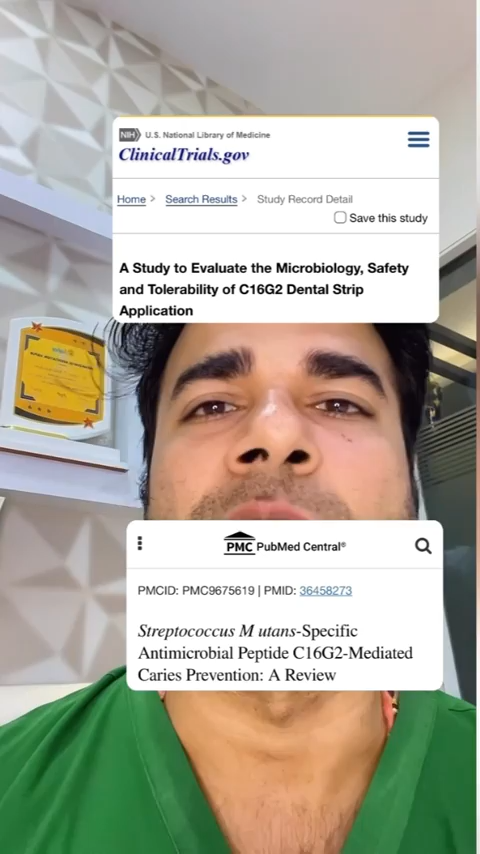 NIH U.S. National Library of Medicine
ClinicalTrials.gov
Home > Search Results > Study Record Detail
Save this study
A Study to Evaluate the Microbiology, Safety
and Tolerability of C16G2 Dental Strip
Application
PMC PubMed Central®
PMCID: PMC9675619 | PMID: 36458273
Streptococcus M utans-Specific
Antimicrobial Peptide C16G2-Mediated
Caries Prevention: A Review